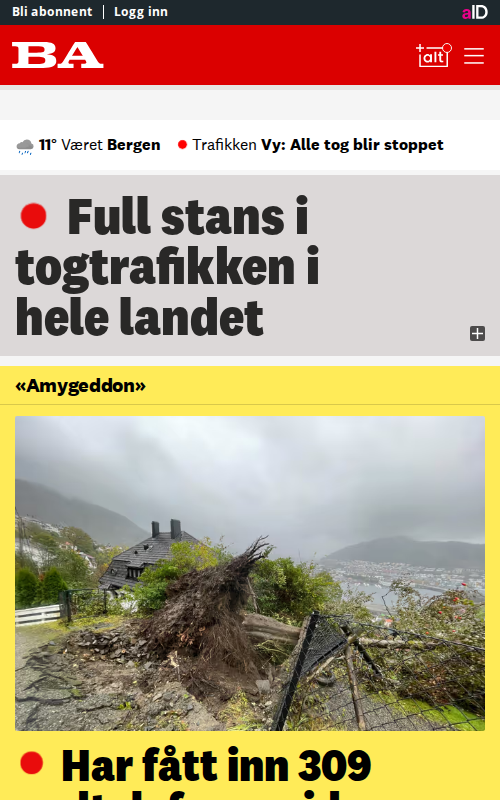 Bli abonnent | Logg inn
aID
BA
+alt
11° Været Bergen
Trafikken Vy: Alle tog blir stoppet
Full stans i
togtrafikken i
hele landet
«Amygeddon»
Har fått inn 309